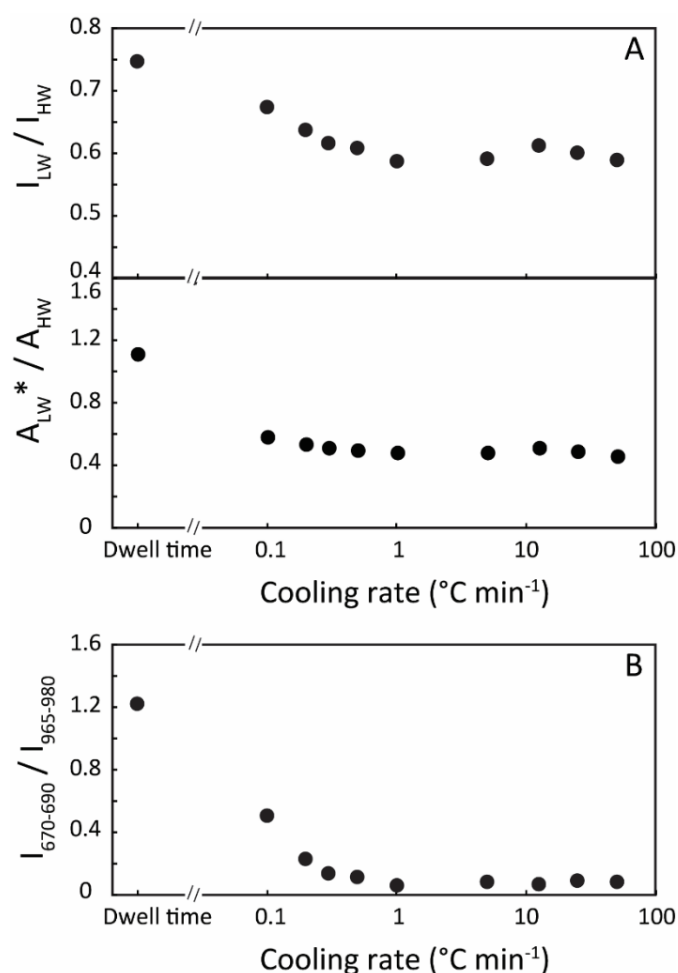 A
0.8
0.7
0.6
0.5
0.4
I_LW / I_HW
1.6
1.2
0.8
0.4
0
A_LW* / A_HW
Dwell time 0.1 1 10 100
Cooling rate (°C min⁻¹)
B
1.6
1.2
0.8
0.4
0
I_670-690 / I_965-980
Dwell time 0.1 1 10 100
Cooling rate (°C min⁻¹)